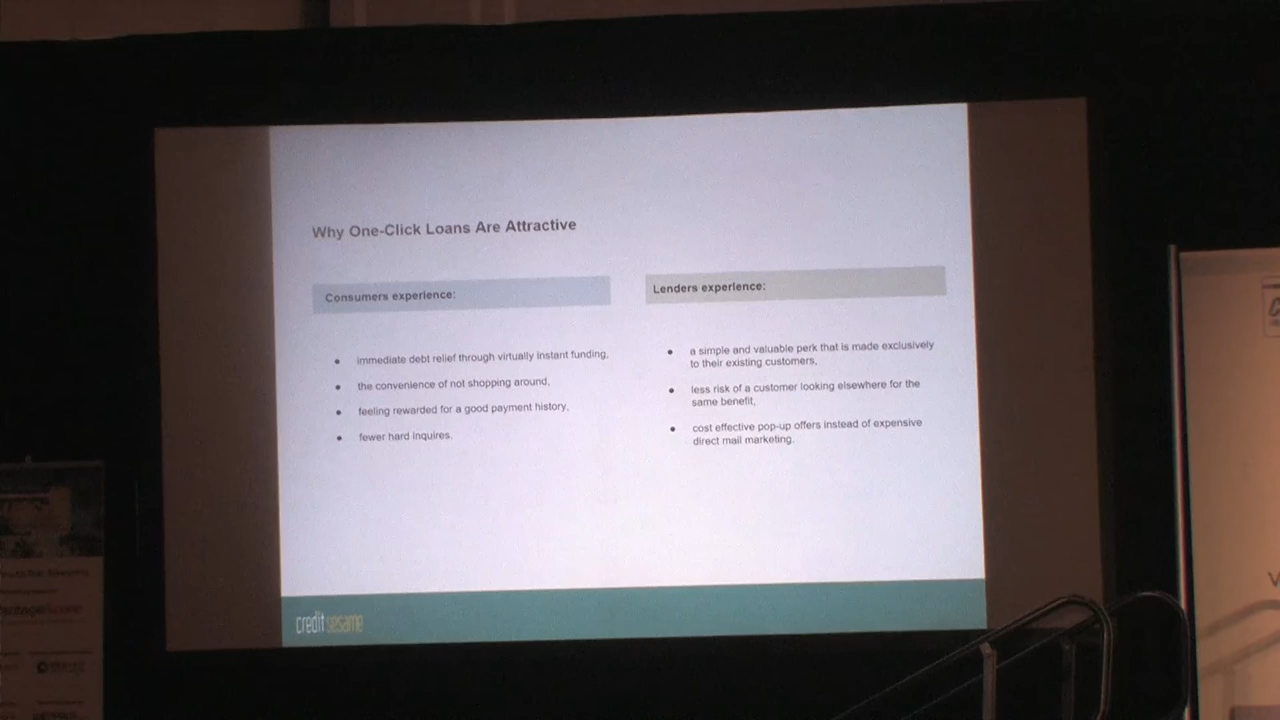 Why One-Click Loans Are Attractive
Consumers experience:
immediate debt relief through virtually instant funding,
the convenience of not shopping around,
feeling rewarded for a good payment history,
fewer hard inquires.
Lenders experience:
a simple and valuable perk that is made exclusively
to their existing customers,
less risk of a customer looking elsewhere for the
same benefit,
cost effective pop-up offers instead of expensive
direct mail marketing.
credit sesame